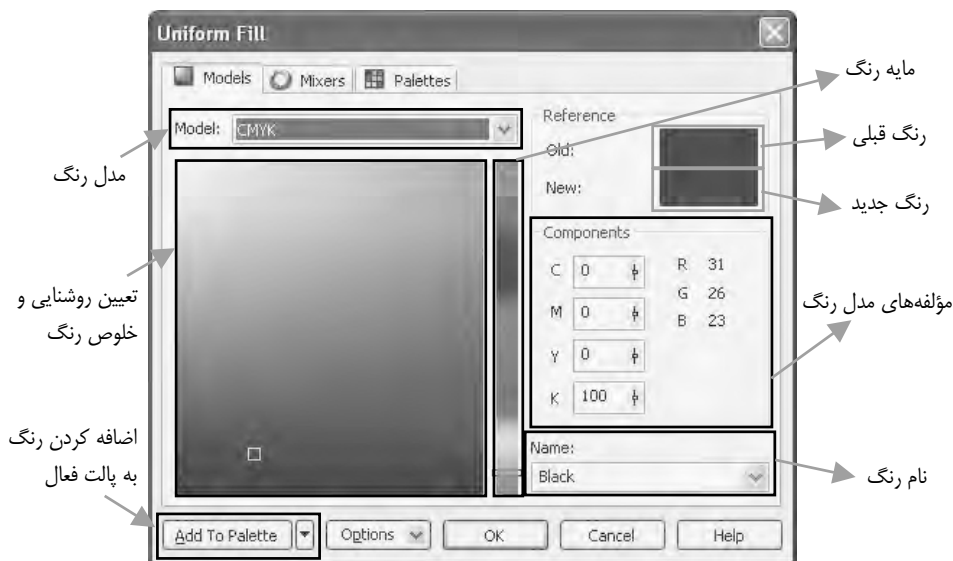 Uniform Fill
Models
Mixers
Palettes
Model:
CMYK
Reference
Old:
New:
Components
C 0
M 0
Y 0
K 100
R 31
G 26
B 23
Name:
Black
Add To Palette
Options
OK
Cancel
Help
مایه رنگ
رنگ قبلی
رنگ جدید
مؤلفه‌های مدل رنگ
نام رنگ
مدل رنگ
تعیین روشنایی و
خلوص رنگ
اضافه کردن رنگ
به پالت فعال